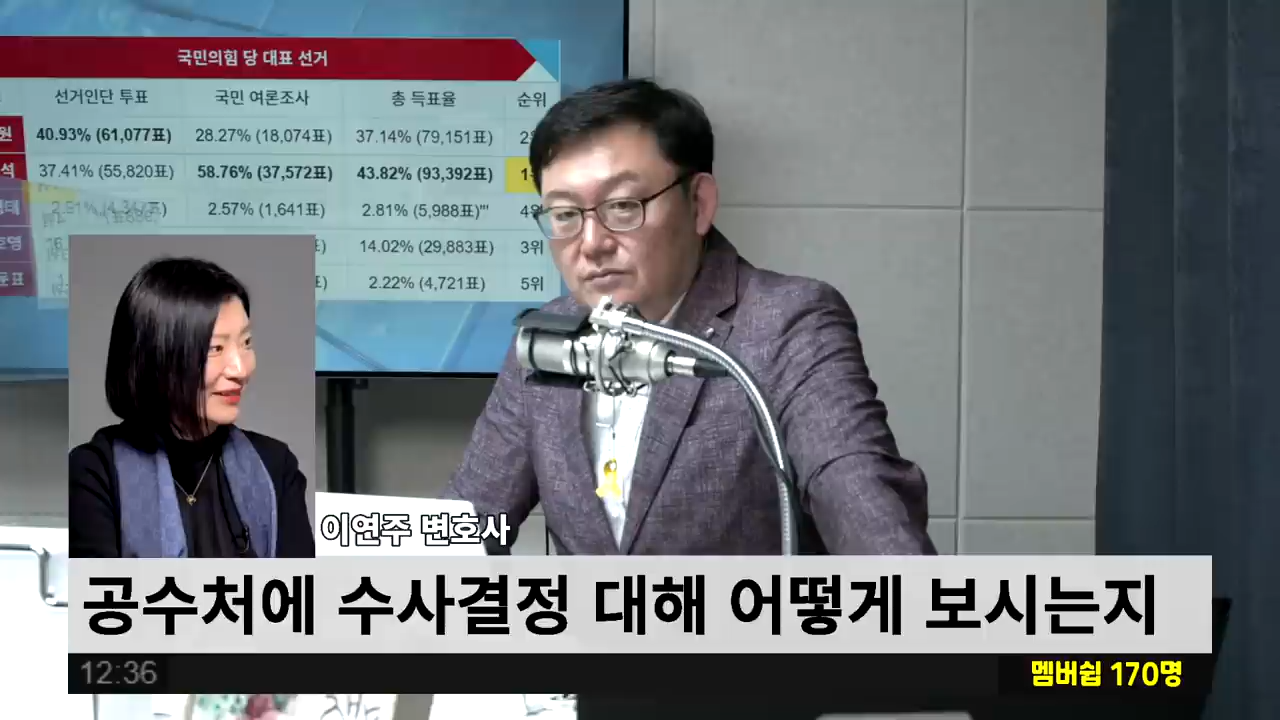 국민의힘 당 대표 선거
선거인단 투표 국민 여론조사 총 득표율 순위
원 40.93% (61,077표) 28.27% (18,074표) 37.14% (79,151표)
석 37.41% (55,820표) 58.76% (37,572표) 43.82% (93,392표)
2.57% (1,641표) 2.81% (5,988표)"'
호영 14.02% (29,883표) 3위
2.22% (4,721표) 5위
이연주 변호사
공수처에 수사결정 대해 어떻게 보시는지
12:36
멤버쉽 170명